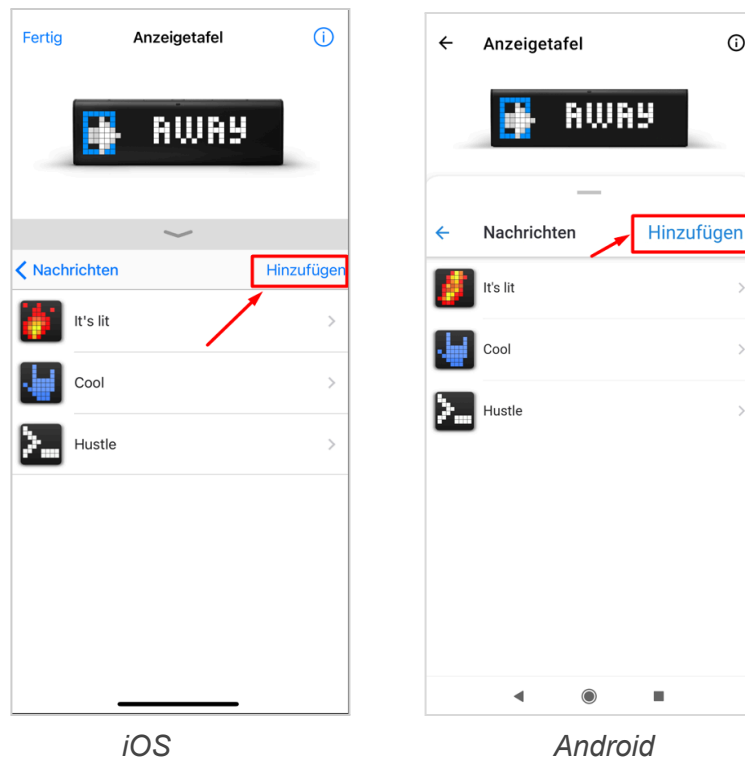 Fertig Anzeigetafel
AWAY
Nachrichten Hinzufügen
It's lit
Cool
Hustle
iOS
Anzeigetafel
AWAY
Nachrichten Hinzufügen
It's lit
Cool
Hustle
Android